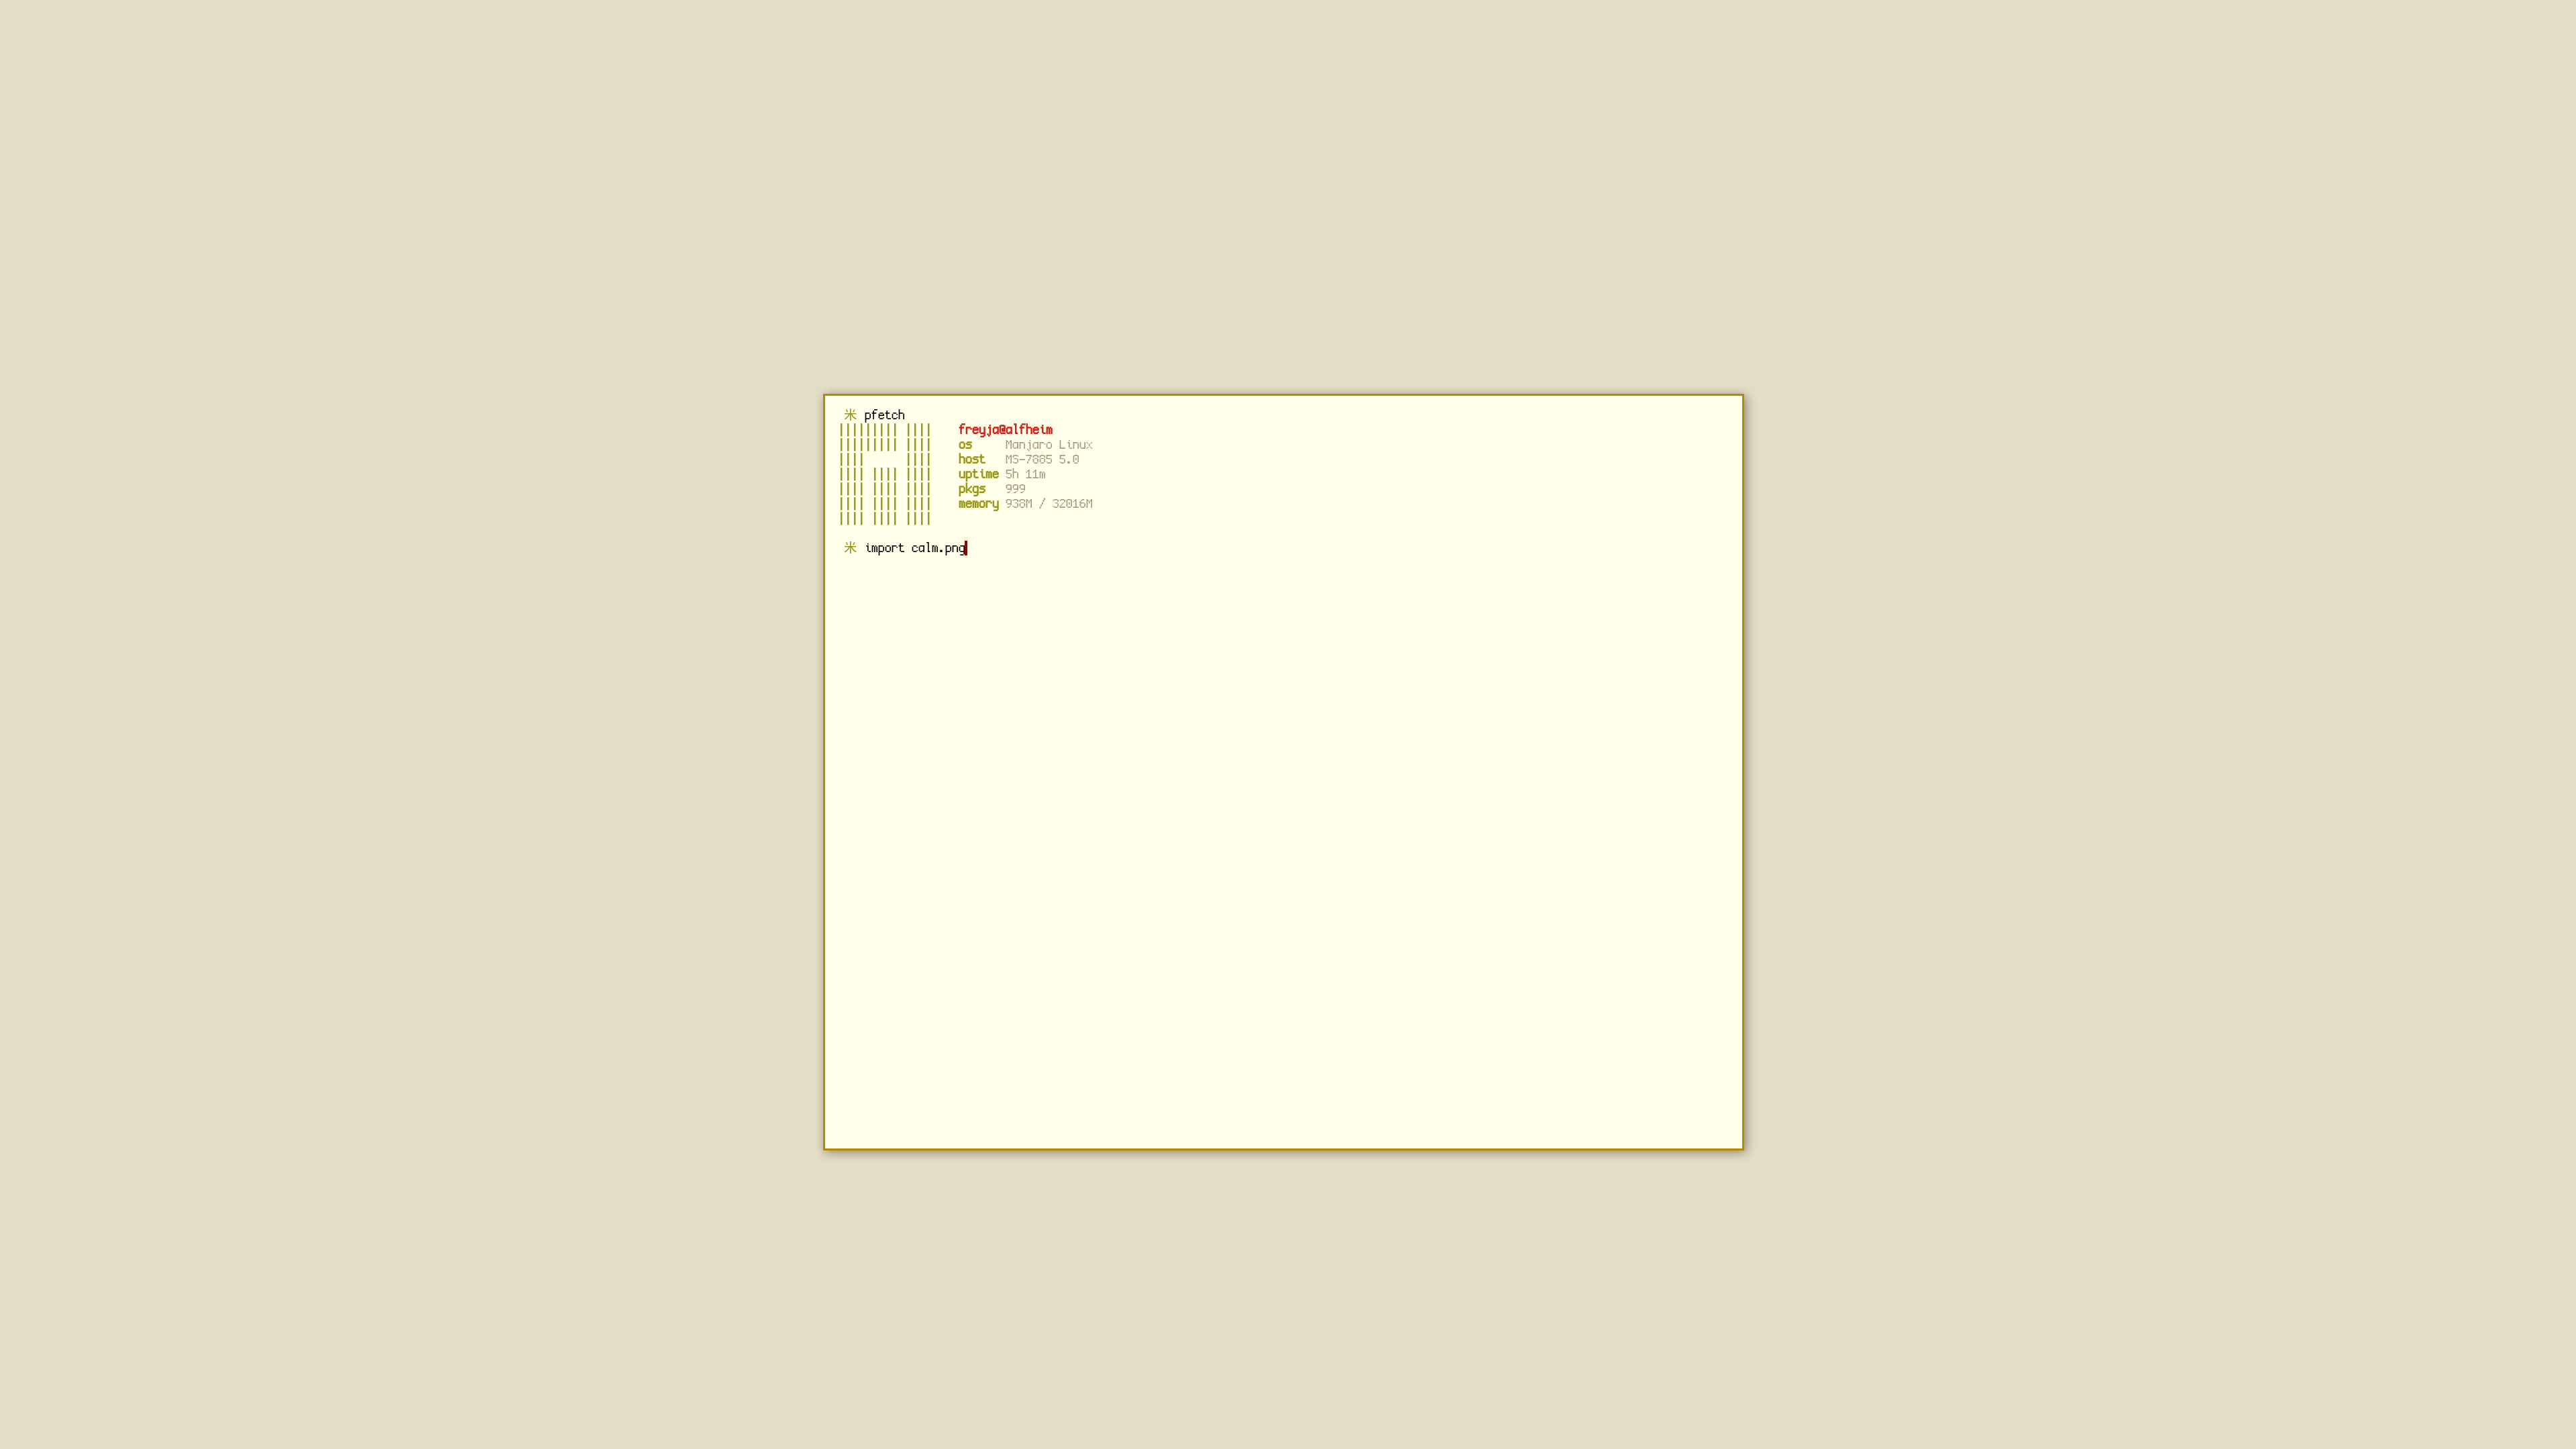 米 pfetch
||||||||| ||||   freyja@alfheim
||||||||| ||||   os     Manjaro Linux
||||      ||||   host   MS-7885 5.0
|||| |||| ||||   uptime 5h 11m
|||| |||| ||||   pkgs   999
|||| |||| ||||   memory 938M / 32016M
|||| |||| ||||
米 import calm.png